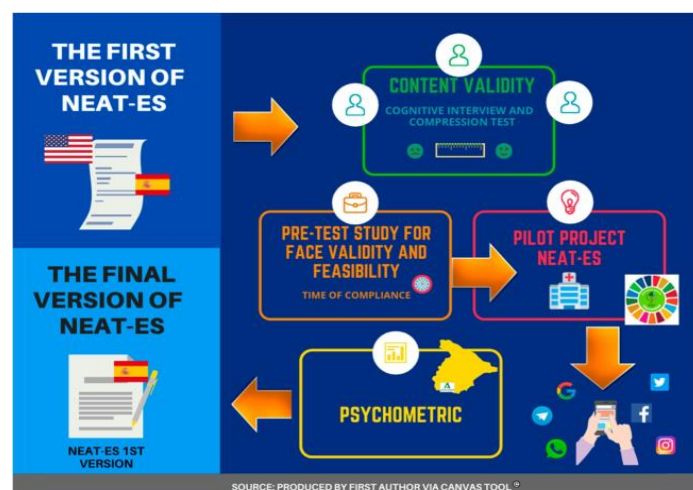 THE FIRST
VERSION OF
NEAT-ES
CONTENT VALIDITY
COGNITIVE INTERVIEW AND
COMPRESSION TEST
PRE-TEST STUDY FOR
FACE VALIDITY AND
FEASIBILITY
TIME OF COMPLIANCE
PILOT PROJECT
NEAT-ES
THE FINAL
VERSION OF
NEAT-ES
NEAT-ES 1ST
VERSION
PSYCHOMETRIC
SOURCE: PRODUCED BY FIRST AUTHOR VIA CANVAS TOOL ©